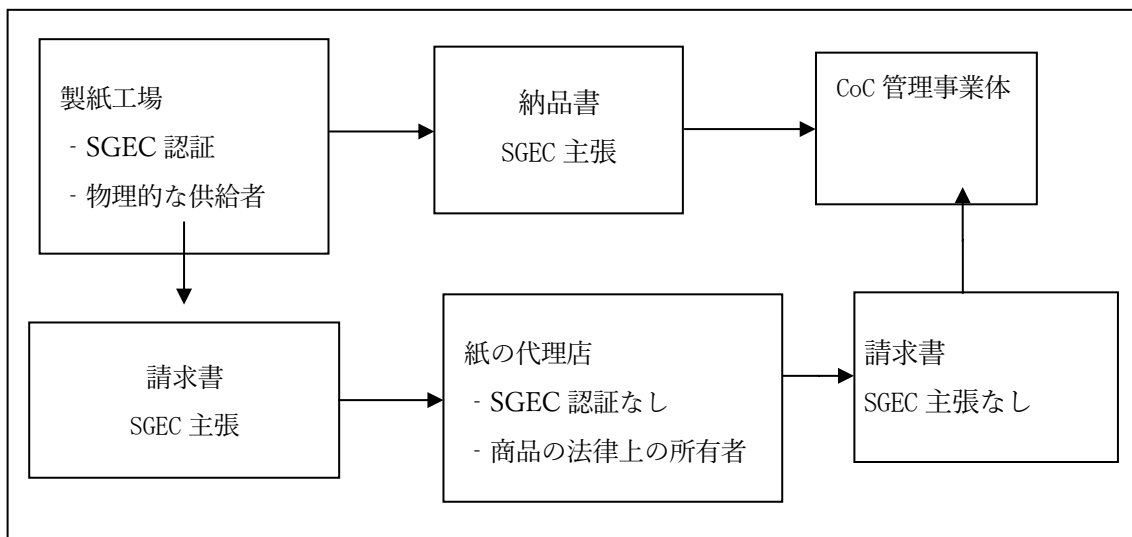 製紙工場
- SGEC 認証
- 物理的な供給者
納品書
SGEC 主張
CoC 管理事業体
請求書
SGEC 主張
紙の代理店
- SGEC 認証なし
- 商品の法律上の所有者
請求書
SGEC 主張なし